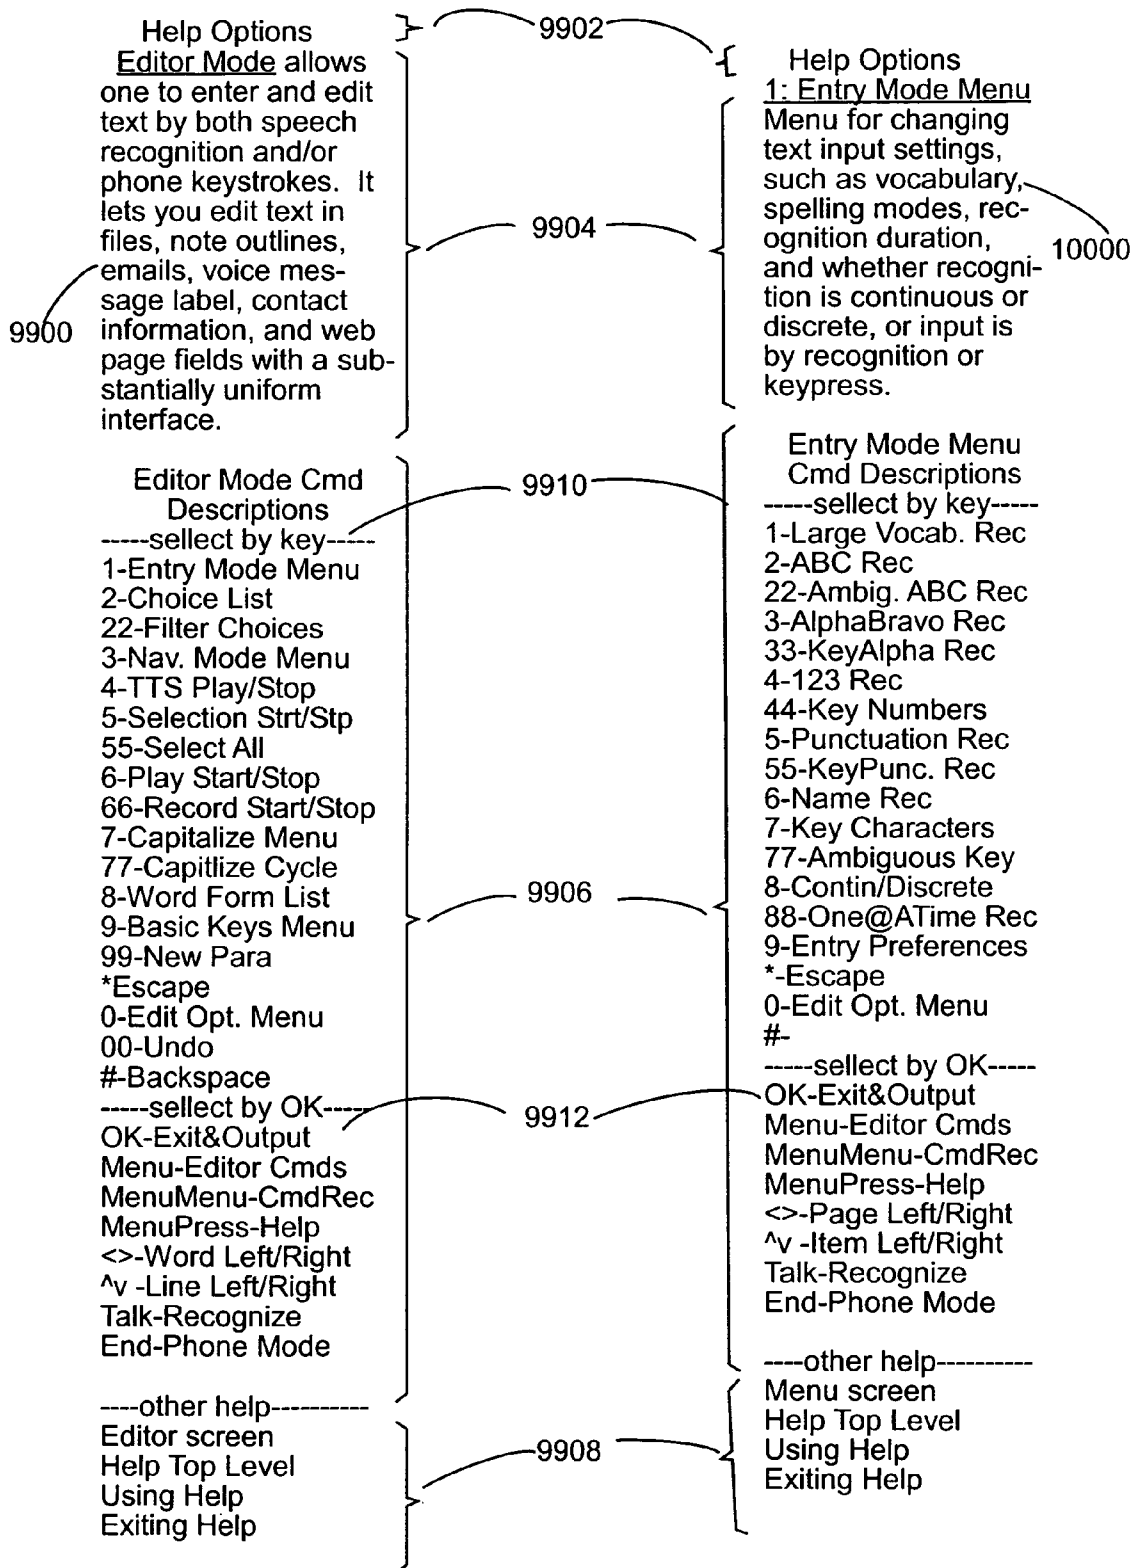 9902
Help Options
Editor Mode allows
one to enter and edit
text by both speech
recognition and/or
phone keystrokes.  It
lets you edit text in
files, note outlines,
emails, voice mes-
sage label, contact
information, and web
page fields with a sub-
stantially uniform
interface.
9900
Editor Mode Cmd
Descriptions
-----sellect by key-----
1-Entry Mode Menu
2-Choice List
22-Filter Choices
3-Nav. Mode Menu
4-TTS Play/Stop
5-Selection Strt/Stp
55-Select All
6-Play Start/Stop
66-Record Start/Stop
7-Capitalize Menu
77-Capitlize Cycle
8-Word Form List
9-Basic Keys Menu
99-New Para
*Escape
0-Edit Opt. Menu
00-Undo
#-Backspace
-----sellect by OK-----
OK-Exit&Output
Menu-Editor Cmds
MenuMenu-CmdRec
MenuPress-Help
<>-Word Left/Right
^v -Line Left/Right
Talk-Recognize
End-Phone Mode
----other help----------
Editor screen
Help Top Level
Using Help
Exiting Help
9904
9910
9906
9912
9908
Help Options
1: Entry Mode Menu
Menu for changing
text input settings,
such as vocabulary,
spelling modes, rec-
ognition duration,
and whether recogni-
tion is continuous or
discrete, or input is
by recognition or
keypress.
10000
Entry Mode Menu
Cmd Descriptions
-----sellect by key-----
1-Large Vocab. Rec
2-ABC Rec
22-Ambig. ABC Rec
3-AlphaBravo Rec
33-KeyAlpha Rec
4-123 Rec
44-Key Numbers
5-Punctuation Rec
55-KeyPunc. Rec
6-Name Rec
7-Key Characters
77-Ambiguous Key
8-Contin/Discrete
88-One@ATime Rec
9-Entry Preferences
*-Escape
0-Edit Opt. Menu
#-
-----sellect by OK-----
OK-Exit&Output
Menu-Editor Cmds
MenuMenu-CmdRec
MenuPress-Help
<>-Page Left/Right
^v -Item Left/Right
Talk-Recognize
End-Phone Mode
----other help----------
Menu screen
Help Top Level
Using Help
Exiting Help